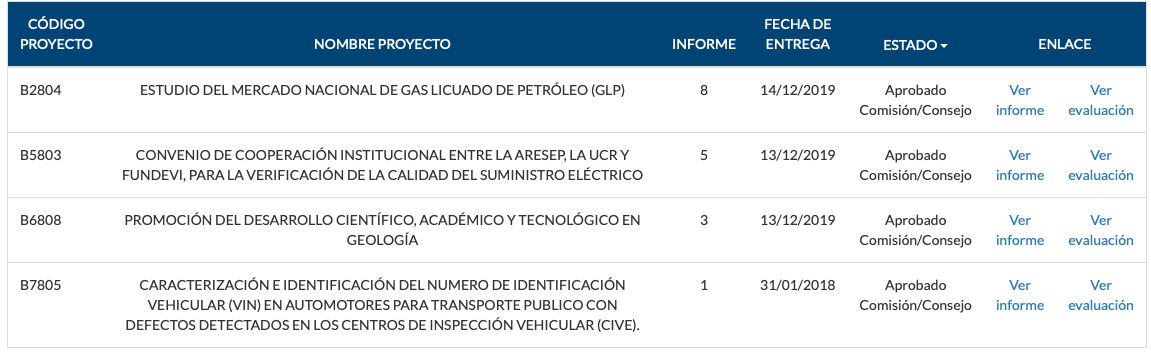 CÓDIGO PROYECTO NOMBRE PROYECTO INFORME FECHA DE ENTREGA ESTADO ENLACE
B2804 ESTUDIO DEL MERCADO NACIONAL DE GAS LICUADO DE PETRÓLEO (GLP) 8 14/12/2019 Aprobado Ver Ver
Comisión/Consejo informe evaluación
B5803 CONVENIO DE COOPERACIÓN INSTITUCIONAL ENTRE LA ARESEP, LA UCR Y 5 13/12/2019 Aprobado Ver Ver
FUNDEVI, PARA LA VERIFICACIÓN DE LA CALIDAD DEL SUMINISTRO ELÉCTRICO Comisión/Consejo informe evaluación
B6808 PROMOCIÓN DEL DESARROLLO CIENTÍFICO, ACADÉMICO Y TECNOLÓGICO EN 3 13/12/2019 Aprobado Ver Ver
GEOLOGÍA Comisión/Consejo informe evaluación
B7805 CARACTERIZACIÓN E IDENTIFICACIÓN DEL NUMERO DE IDENTIFICACIÓN 1 31/01/2018 Aprobado Ver Ver
VEHICULAR (VIN) EN AUTOMOTORES PARA TRANSPORTE PUBLICO CON Comisión/Consejo informe evaluación
DEFECTOS DETECTADOS EN LOS CENTROS DE INSPECCIÓN VEHICULAR (CIVE).